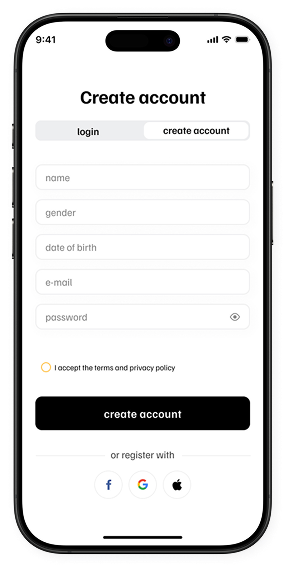 9:41
Create account
login
create account
name
gender
date of birth
e-mail
password
I accept the terms and privacy policy
create account
or register with
f
G